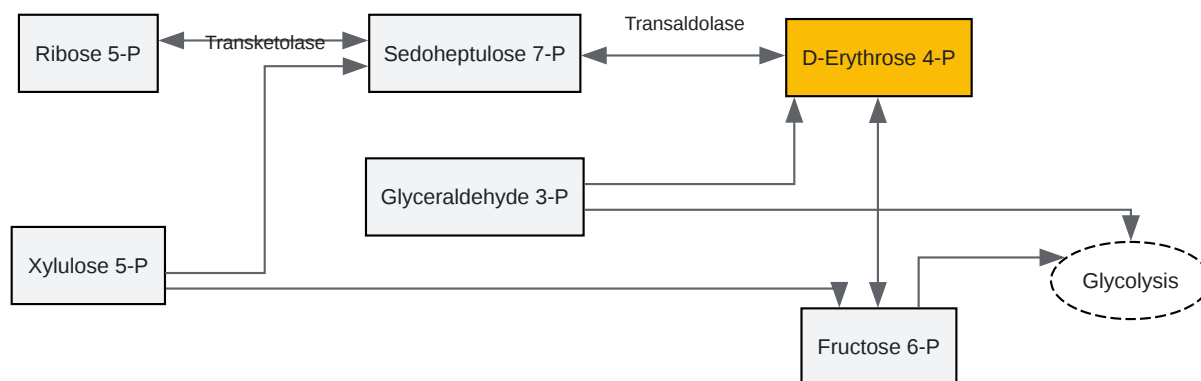 Transaldolase
Ribose 5-P
Transketolase
Sedoheptulose 7-P
D-Erythrose 4-P
Glyceraldehyde 3-P
Xylulose 5-P
Glycolysis
Fructose 6-P